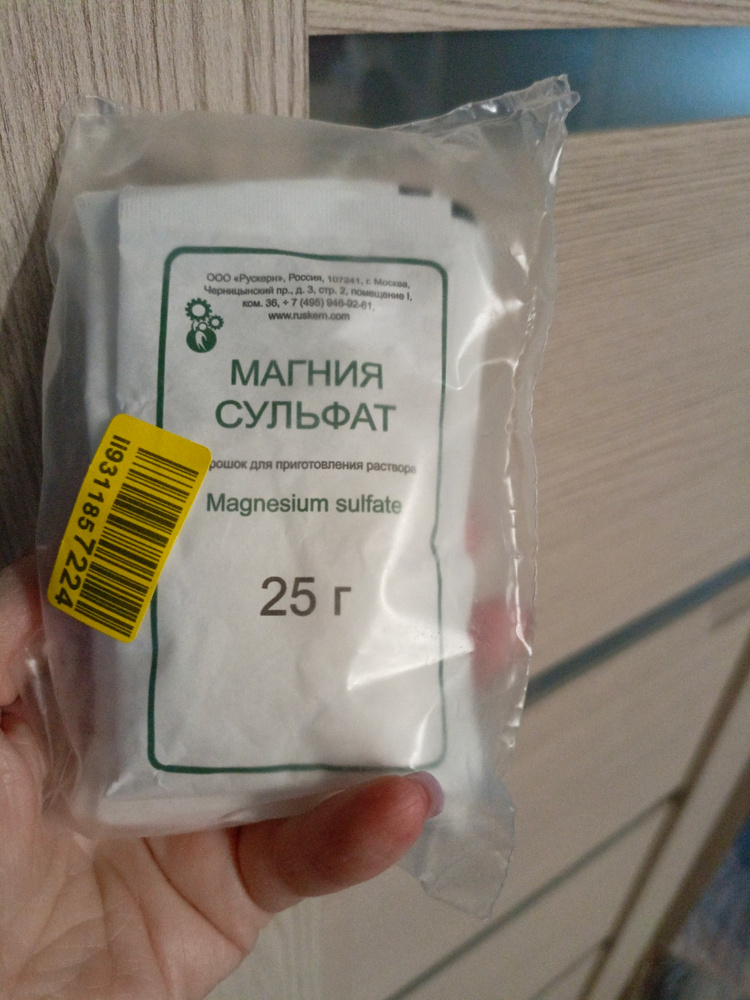 ООО «Рускерн», Россия, 107241, г. Москва,
Черницынский пр., д. 3, стр. 2, помещение I,
ком. 36, + 7 (495) 946-92-61,
www.ruskern.com
МАГНИЯ
СУЛЬФАТ
рошок для приготовления раствора
Magnesium sulfate
25 г
ii9311857224